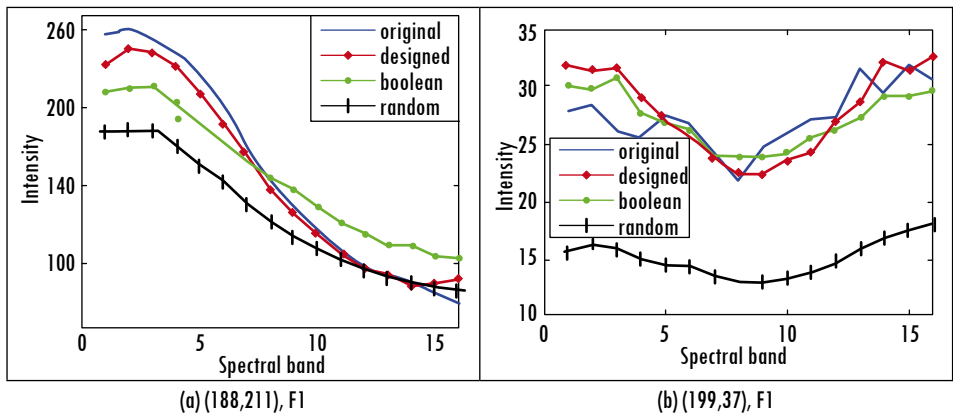 260
200
140
100
Intensity
original
designed
boolean
random
0
5
10
15
Spectral band
(a) (188,211), F1
35
30
25
20
15
10
Intensity
original
designed
boolean
random
0
5
10
15
Spectral band
(b) (199,37), F1